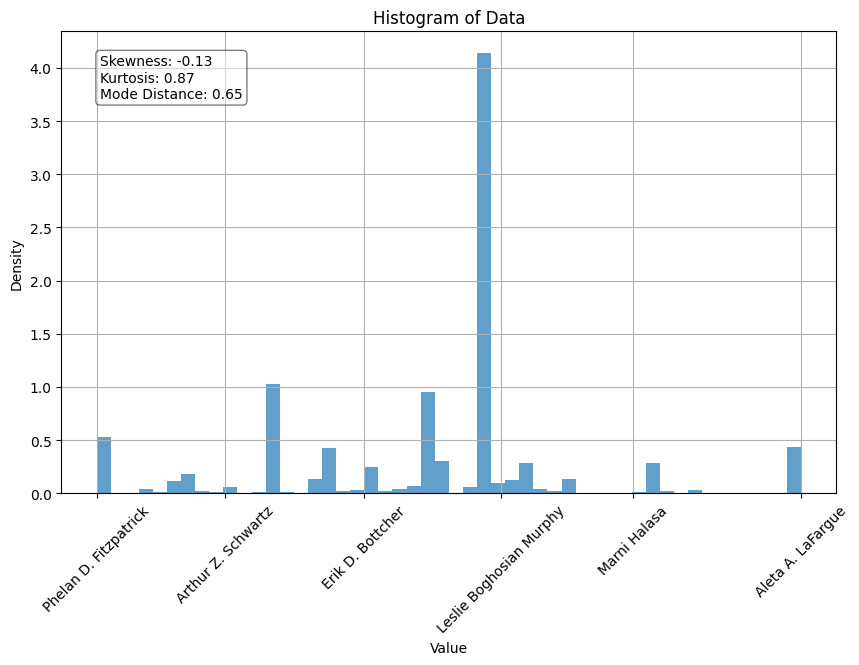 Histogram of Data
Skewness: -0.13
Kurtosis: 0.87
Mode Distance: 0.65
Density
4.0
3.5
3.0
2.5
2.0
1.5
1.0
0.5
0.0
Phelan D. Fitzpatrick
Arthur Z. Schwartz
Erik D. Bottcher
Leslie Boghosian Murphy
Marni Halasa
Aleta A. LaFargue
Value